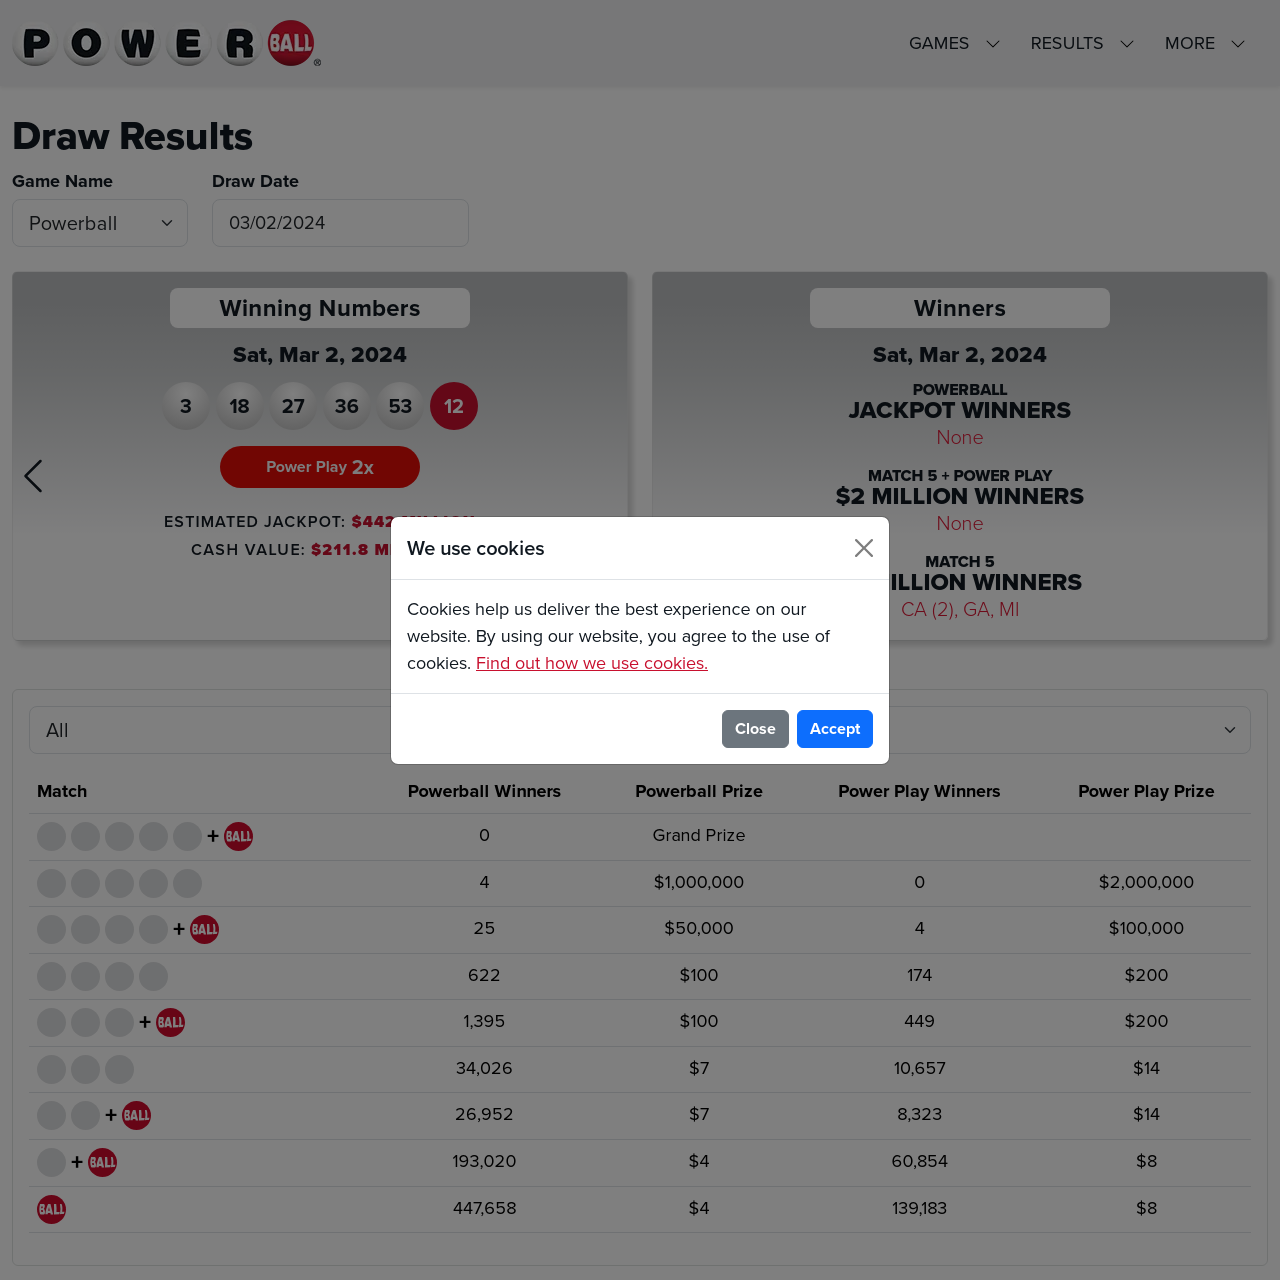 POWER BALL ®
GAMES RESULTS MORE
Draw Results
Game Name Draw Date
Powerball 03/02/2024
Winning Numbers
Sat, Mar 2, 2024
3 18 27 36 53 12
Power Play 2x
ESTIMATED JACKPOT:
CASH VALUE: $211.8 M
Winners
Sat, Mar 2, 2024
POWERBALL
JACKPOT WINNERS
None
MATCH 5 + POWER PLAY
$2 MILLION WINNERS
None
MATCH 5
WINNERS
CA (2), GA, MI
We use cookies
Cookies help us deliver the best experience on our
website. By using our website, you agree to the use of
cookies. Find out how we use cookies.
Close Accept
All
Match Powerball Winners Powerball Prize Power Play Winners Power Play Prize
+ BALL 0 Grand Prize
4 $1,000,000 0 $2,000,000
+ BALL 25 $50,000 4 $100,000
622 $100 174 $200
+ BALL 1,395 $100 449 $200
34,026 $7 10,657 $14
+ BALL 26,952 $7 8,323 $14
+ BALL 193,020 $4 60,854 $8
BALL 447,658 $4 139,183 $8